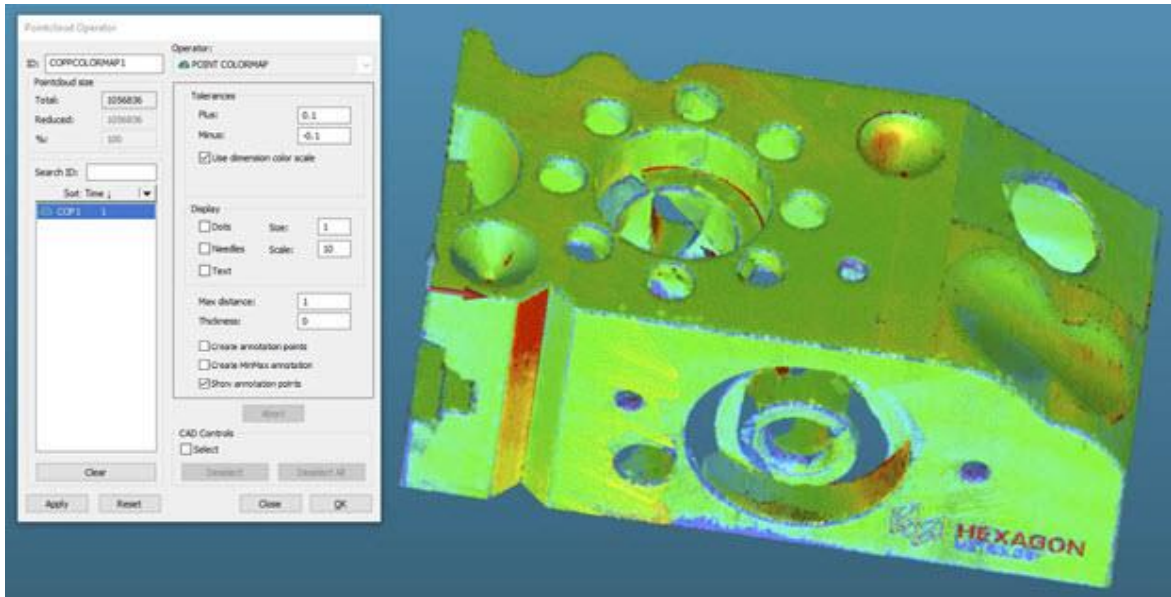 Pointcloud Operator
ID: COPPCOLORMAP1
Operator:
POINT COLORMAP
Pointcloud size
Total: 1056836
Reduced: 1056836
%: 100
Search ID:
Sort: Time ↓
COP1 1
Clear
Apply Reset
Tolerances
Plus: 0.1
Minus: -0.1
Use dimension color scale
Display
Dots Size: 1
Needles Scale: 10
Text
Max distance: 1
Thickness: 0
Create annotation points
Create MinMax annotation
Show annotation points
Abort
CAD Controls
Select
Deselect Deselect All
Close OK
HEXAGON
METROLOGY